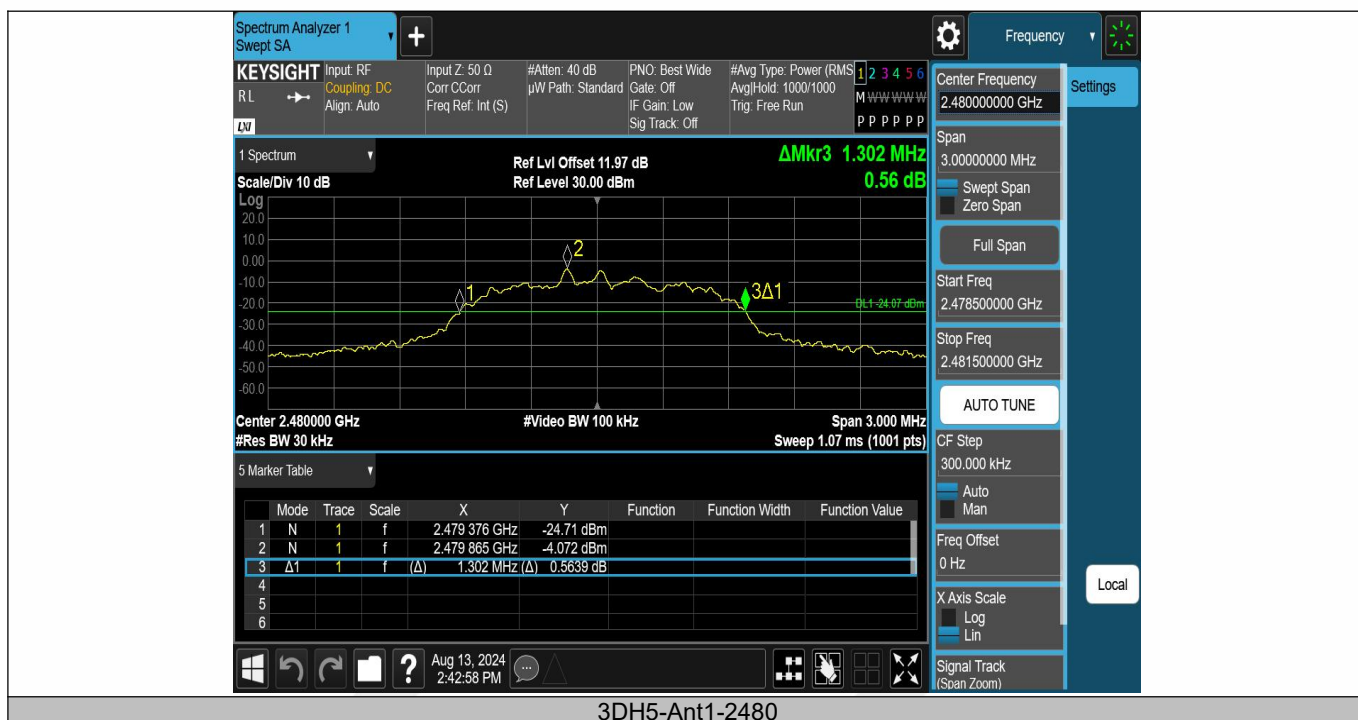 Spectrum Analyzer 1
Swept SA
+
Frequency
KEYSIGHT
R L
LXI
Input: RF
Coupling: DC
Align: Auto
Input Z: 50 Ω
Corr CCorr
Freq Ref: Int (S)
#Atten: 40 dB
µW Path: Standard
PNO: Best Wide
Gate: Off
IF Gain: Low
Sig Track: Off
#Avg Type: Power (RMS
Avg|Hold: 1000/1000
Trig: Free Run
1 2 3 4 5 6
M W W W W W
P P P P P P
1 Spectrum
Scale/Div 10 dB
Ref Lvl Offset 11.97 dB
Ref Level 30.00 dBm
ΔMkr3 1.302 MHz
0.56 dB
Log
20.0
10.0
0.00
-10.0
-20.0
-30.0
-40.0
-50.0
-60.0
1
2
3Δ1
DL1 -24.07 dBm
Center 2.480000 GHz
#Video BW 100 kHz
Span 3.000 MHz
#Res BW 30 kHz
Sweep 1.07 ms (1001 pts)
5 Marker Table
Mode Trace Scale X Y Function Function Width Function Value
1 N 1 f 2.479 376 GHz -24.71 dBm
2 N 1 f 2.479 865 GHz -4.072 dBm
3 Δ1 1 f (Δ) 1.302 MHz (Δ) 0.5639 dB
4
5
6
?
Aug 13, 2024
2:42:58 PM
Center Frequency
2.480000000 GHz
Settings
Span
3.00000000 MHz
Swept Span
Zero Span
Full Span
Start Freq
2.478500000 GHz
Stop Freq
2.481500000 GHz
AUTO TUNE
CF Step
300.000 kHz
Auto
Man
Freq Offset
0 Hz
Local
X Axis Scale
Log
Lin
Signal Track
(Span Zoom)
3DH5-Ant1-2480